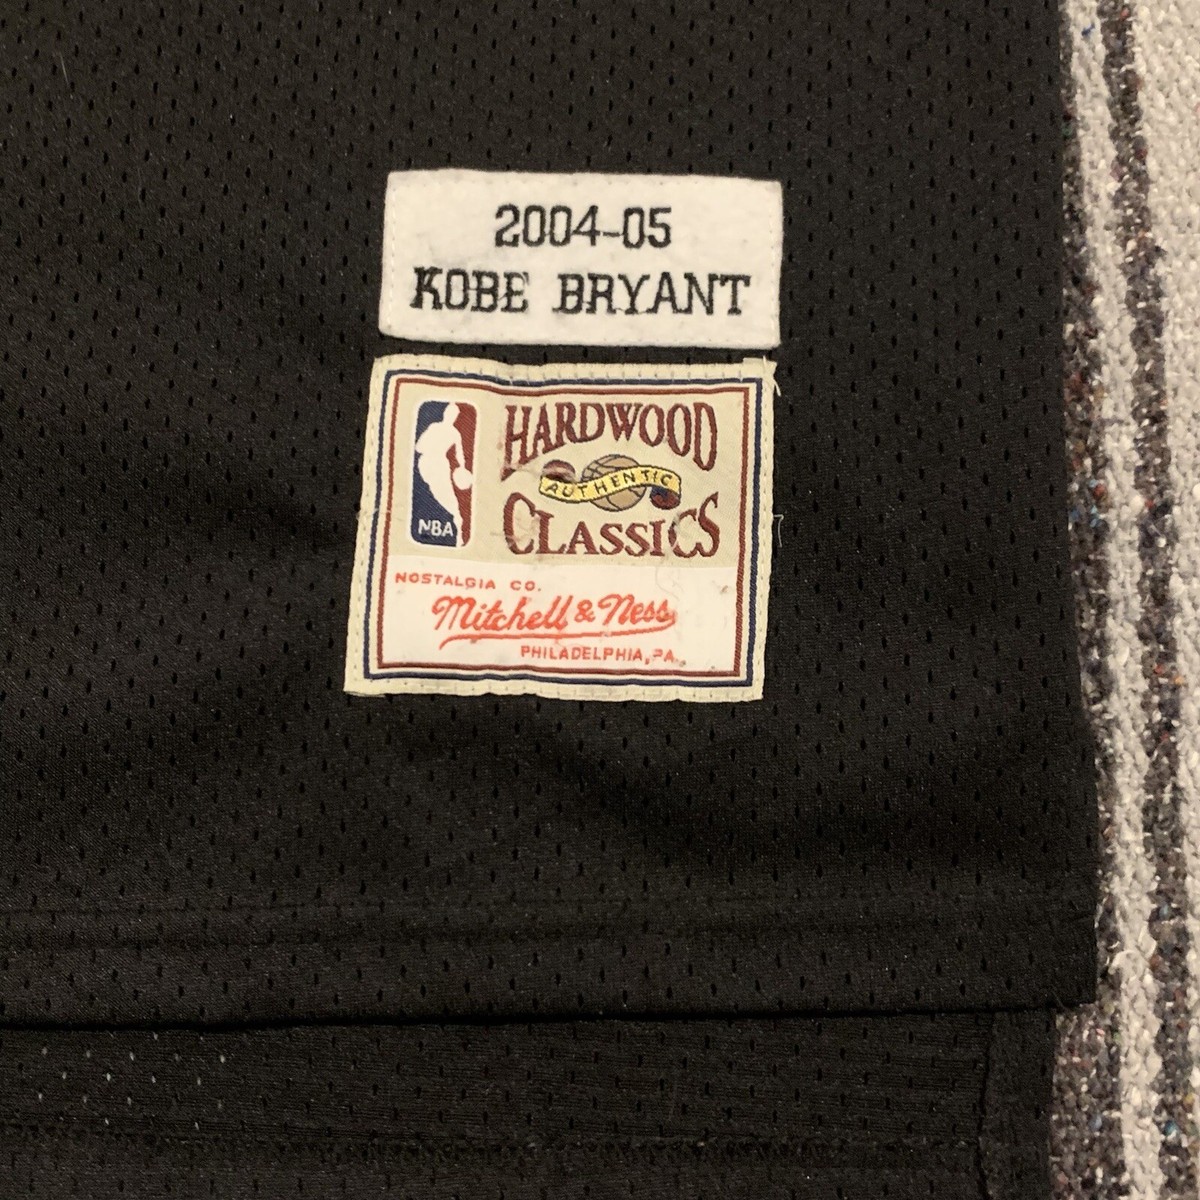 2004-05
KOBE BRYANT
HARDWOOD
AUTHENTIC
CLASSICS
NBA
NOSTALGIA CO.
Mitchell & Ness
PHILADELPHIA, PA.